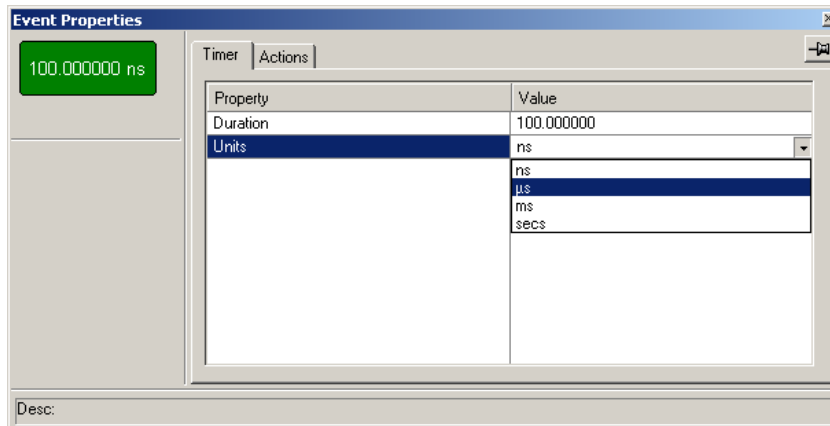 Event Properties
100.000000 ns
Timer Actions
Property Value
Duration 100.000000
Units ns
ns
µs
ms
secs
Desc: